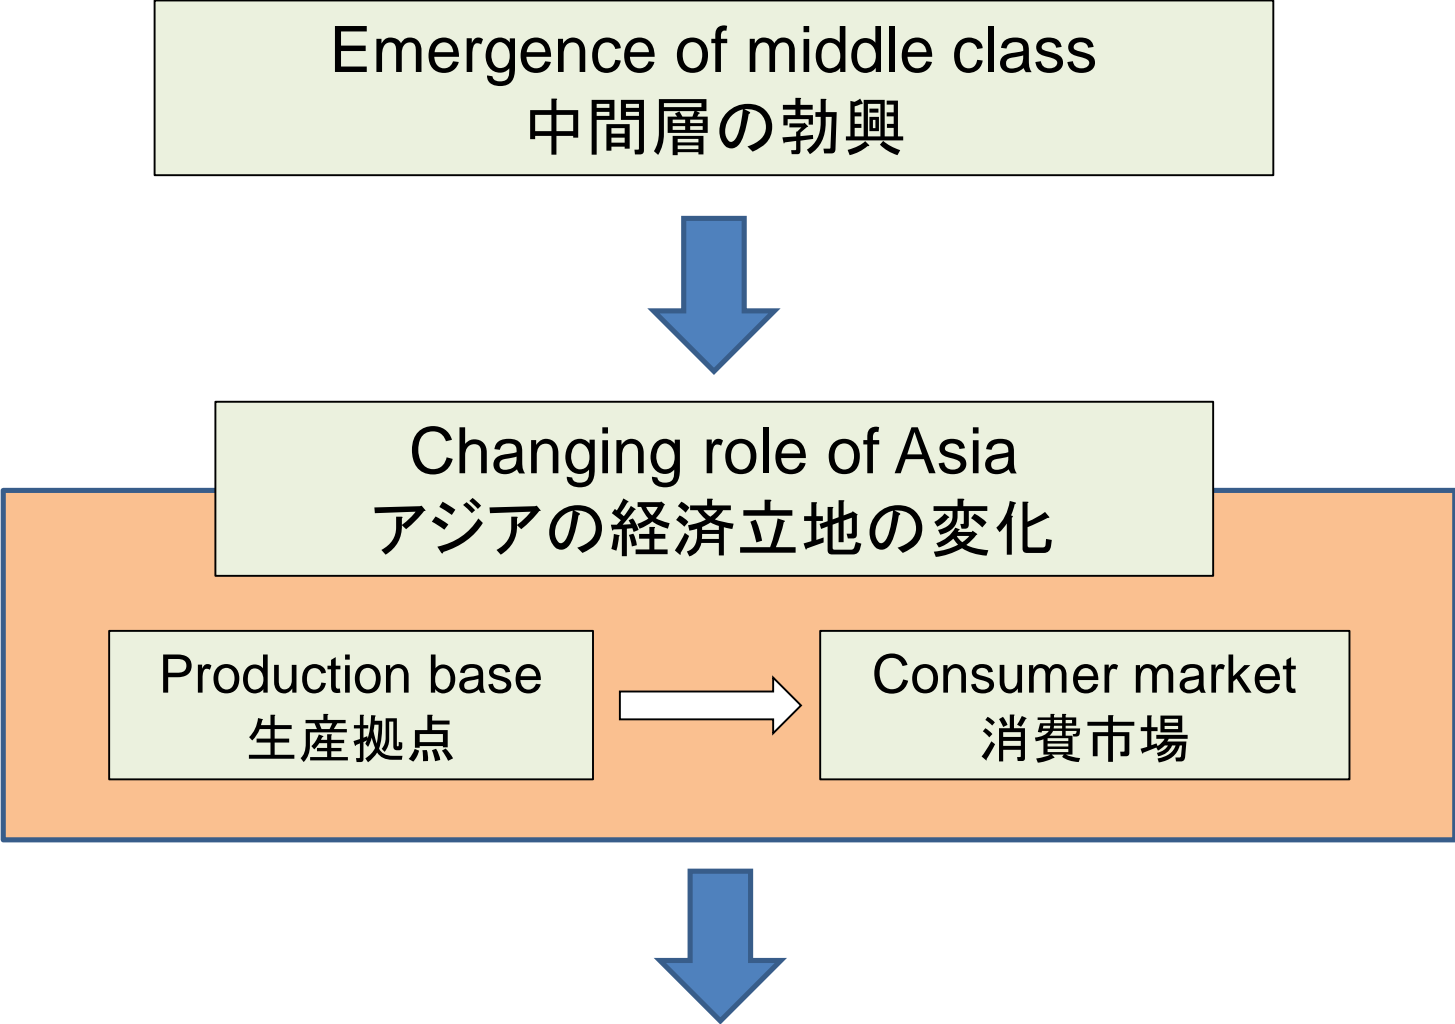 Emergence of middle class
中間層の勃興
Changing role of Asia
アジアの経済立地の変化
Production base
生産拠点
Consumer market
消費市場